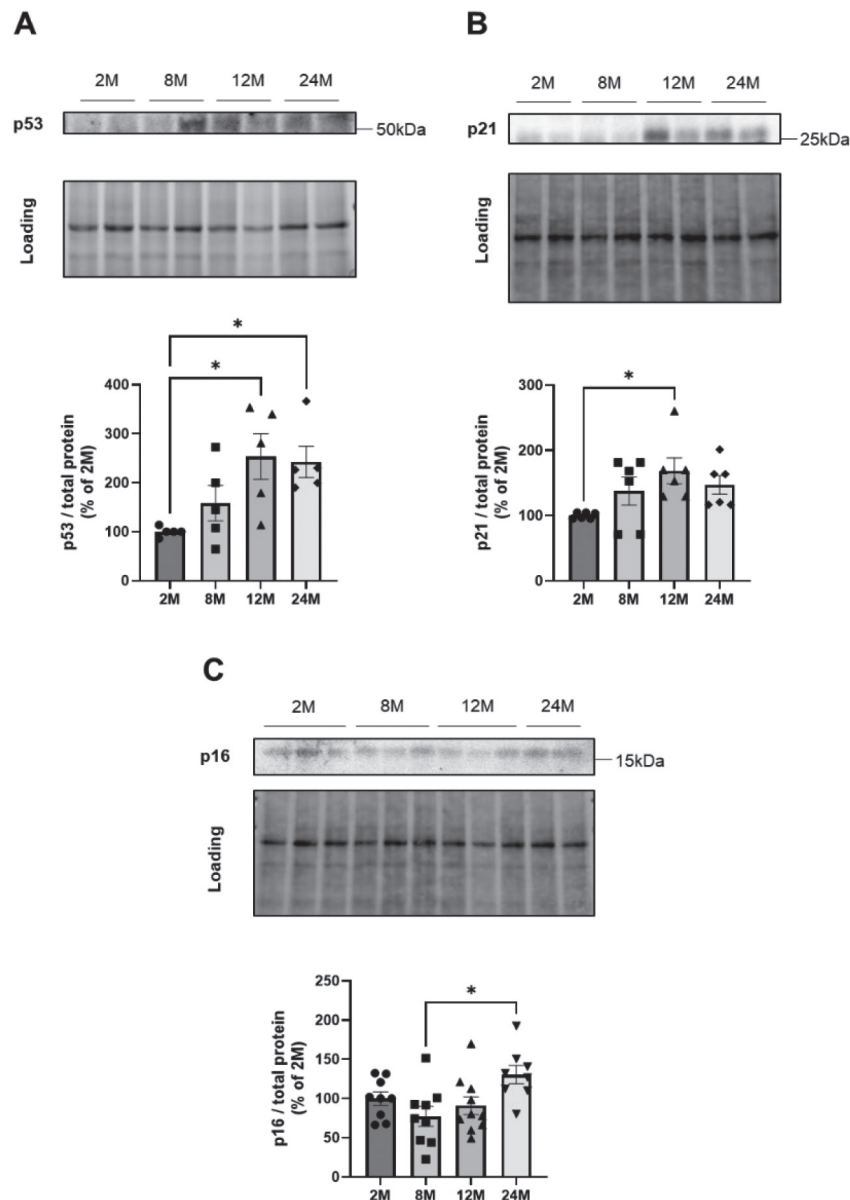 A
2M 8M 12M 24M
p53
50kDa
Loading
*
*
p53 / total protein
(% of 2M)
400
300
200
100
0
2M 8M 12M 24M
B
2M 8M 12M 24M
p21
25kDa
Loading
*
p21 / total protein
(% of 2M)
300
200
100
0
2M 8M 12M 24M
C
2M 8M 12M 24M
p16
15kDa
Loading
*
p16 / total protein
(% of 2M)
250
200
150
100
50
0
2M 8M 12M 24M